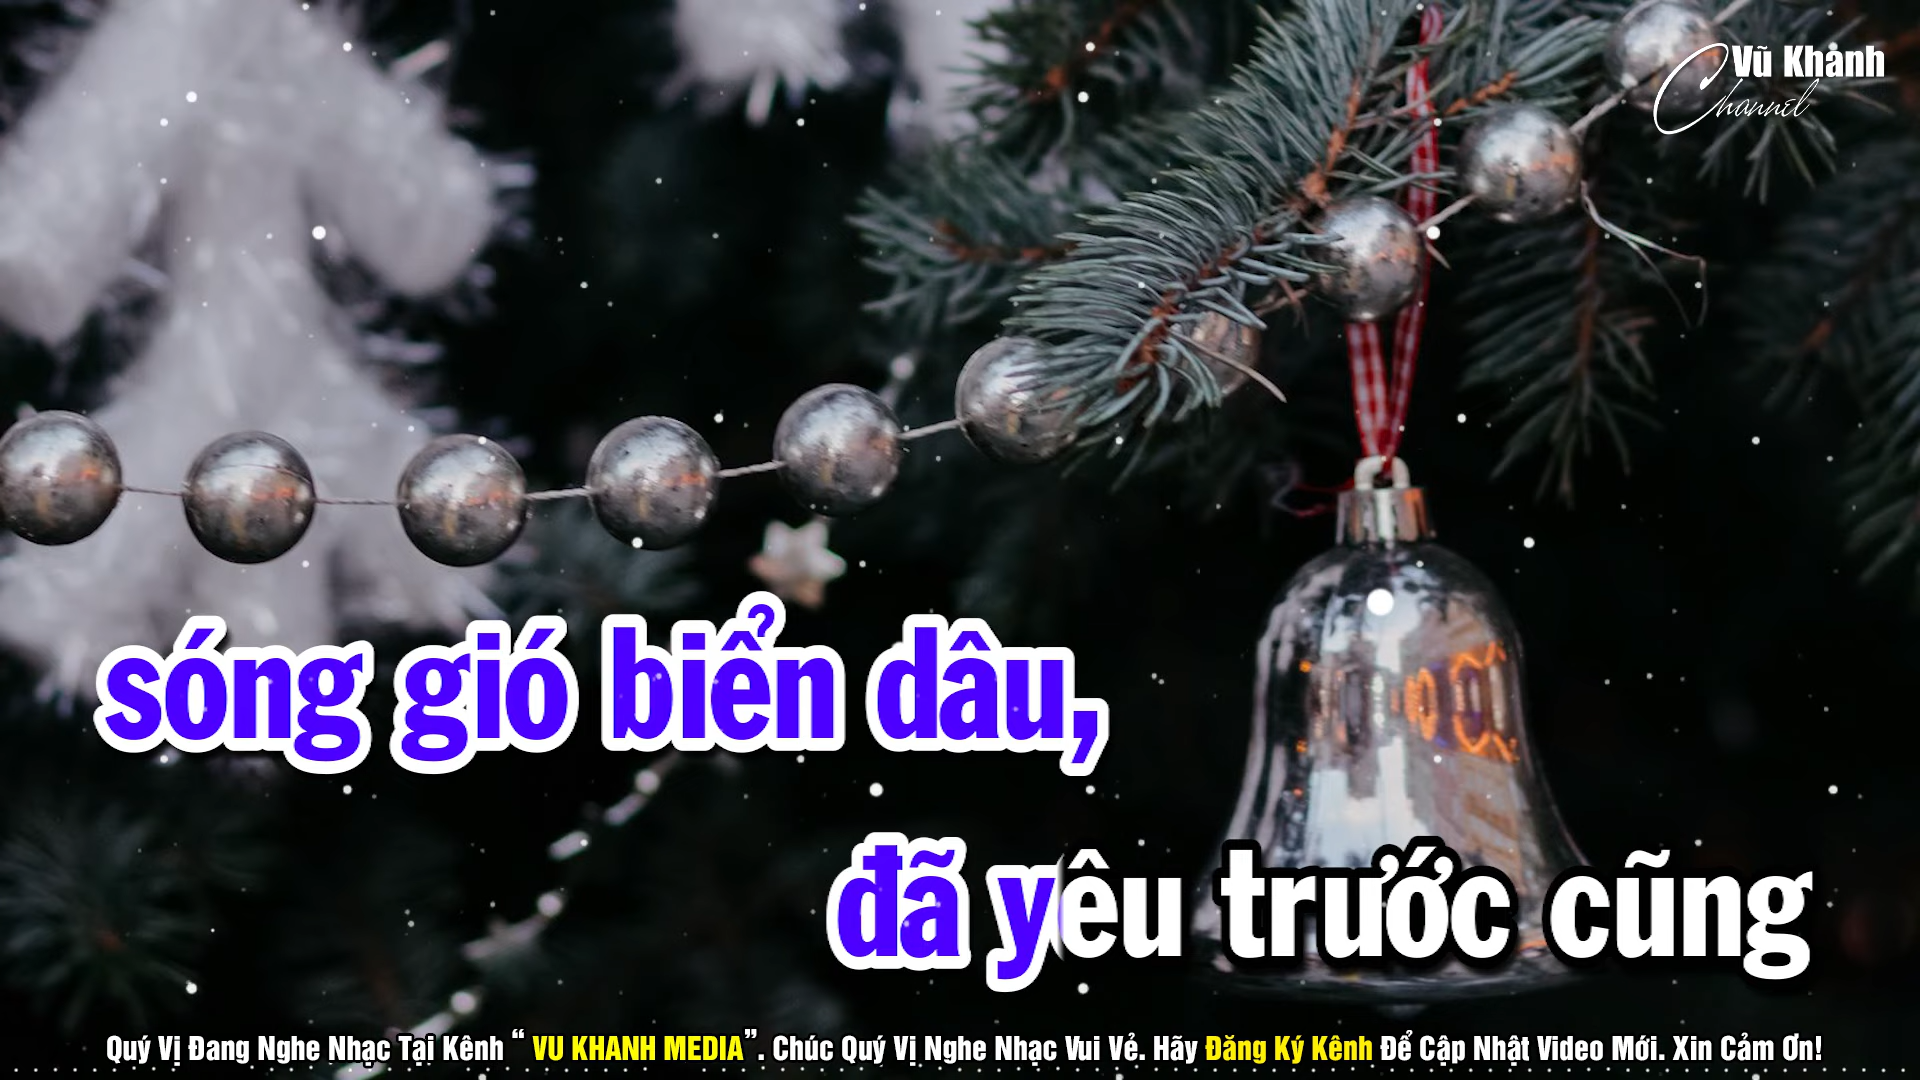 Vũ Khánh
Channel
sóng gió biển dâu,
đã yêu trước cũng
Quý Vị Đang Nghe Nhạc Tại Kênh “ VU KHANH MEDIA”. Chúc Quý Vị Nghe Nhạc Vui Vẻ. Hãy Đăng Ký Kênh Để Cập Nhật Video Mới. Xin Cảm Ơn!